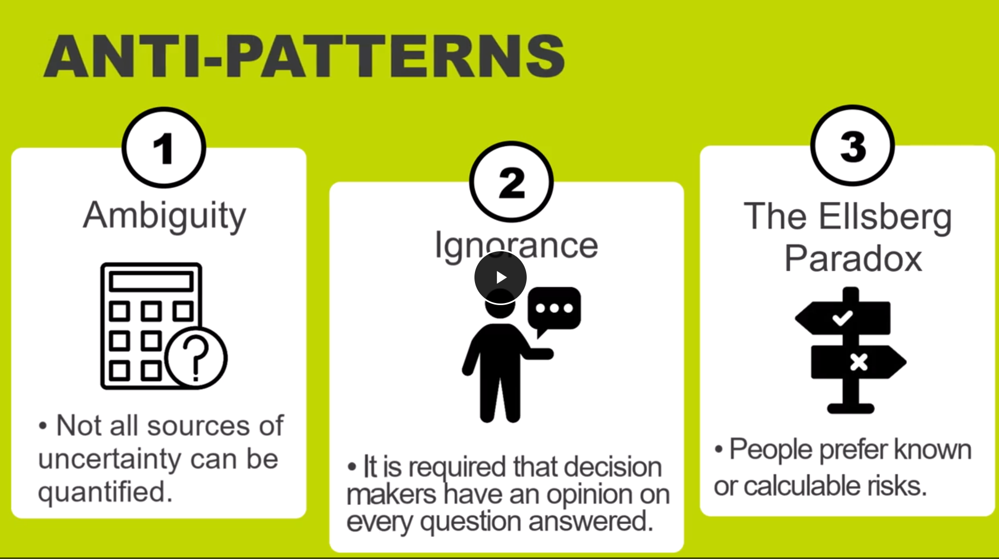 ANTI-PATTERNS
1
Ambiguity
?
• Not all sources of
uncertainty can be
quantified.
2
Ignorance
• It is required that decision
makers have an opinion on
every question answered.
3
The Ellsberg
Paradox
• People prefer known
or calculable risks.